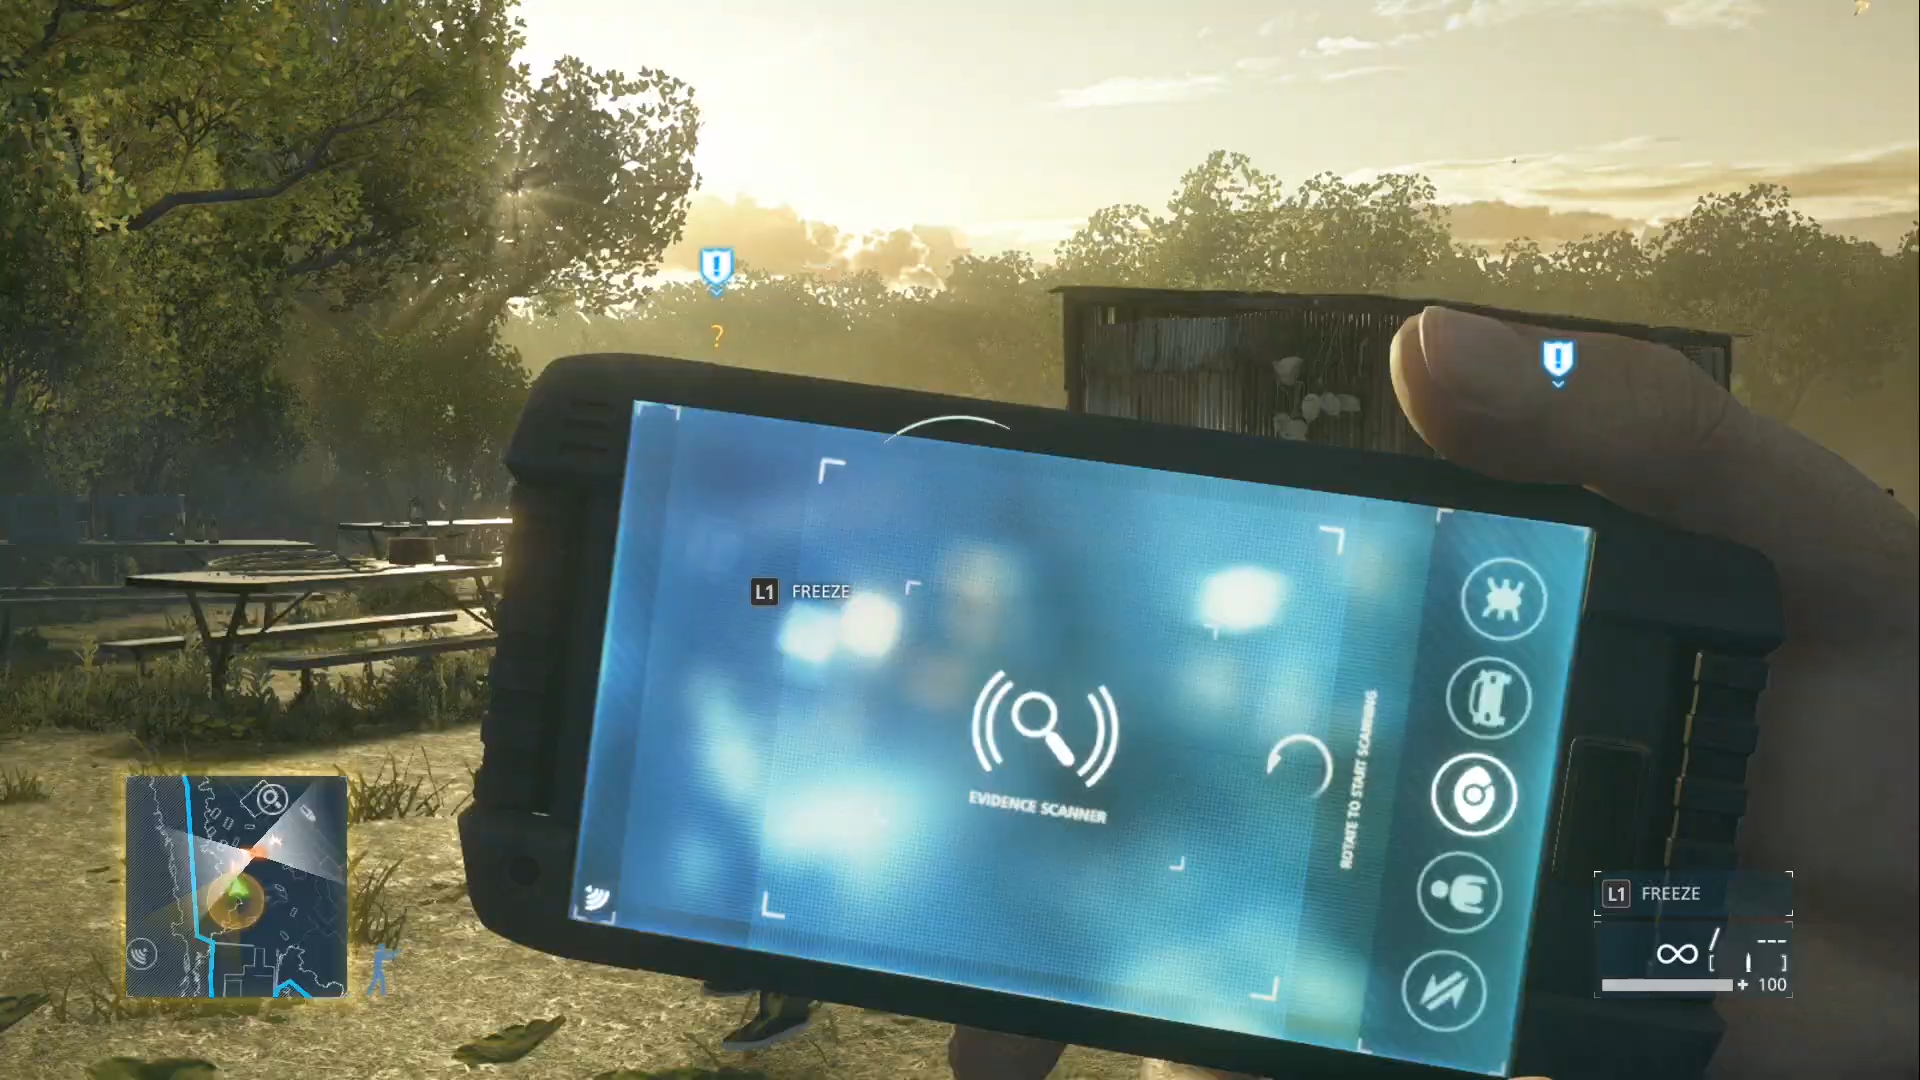 L1 FREEZE
EVIDENCE SCANNER
ROTATE TO START SCANNING
L1 FREEZE
∞ / ---
+ 100